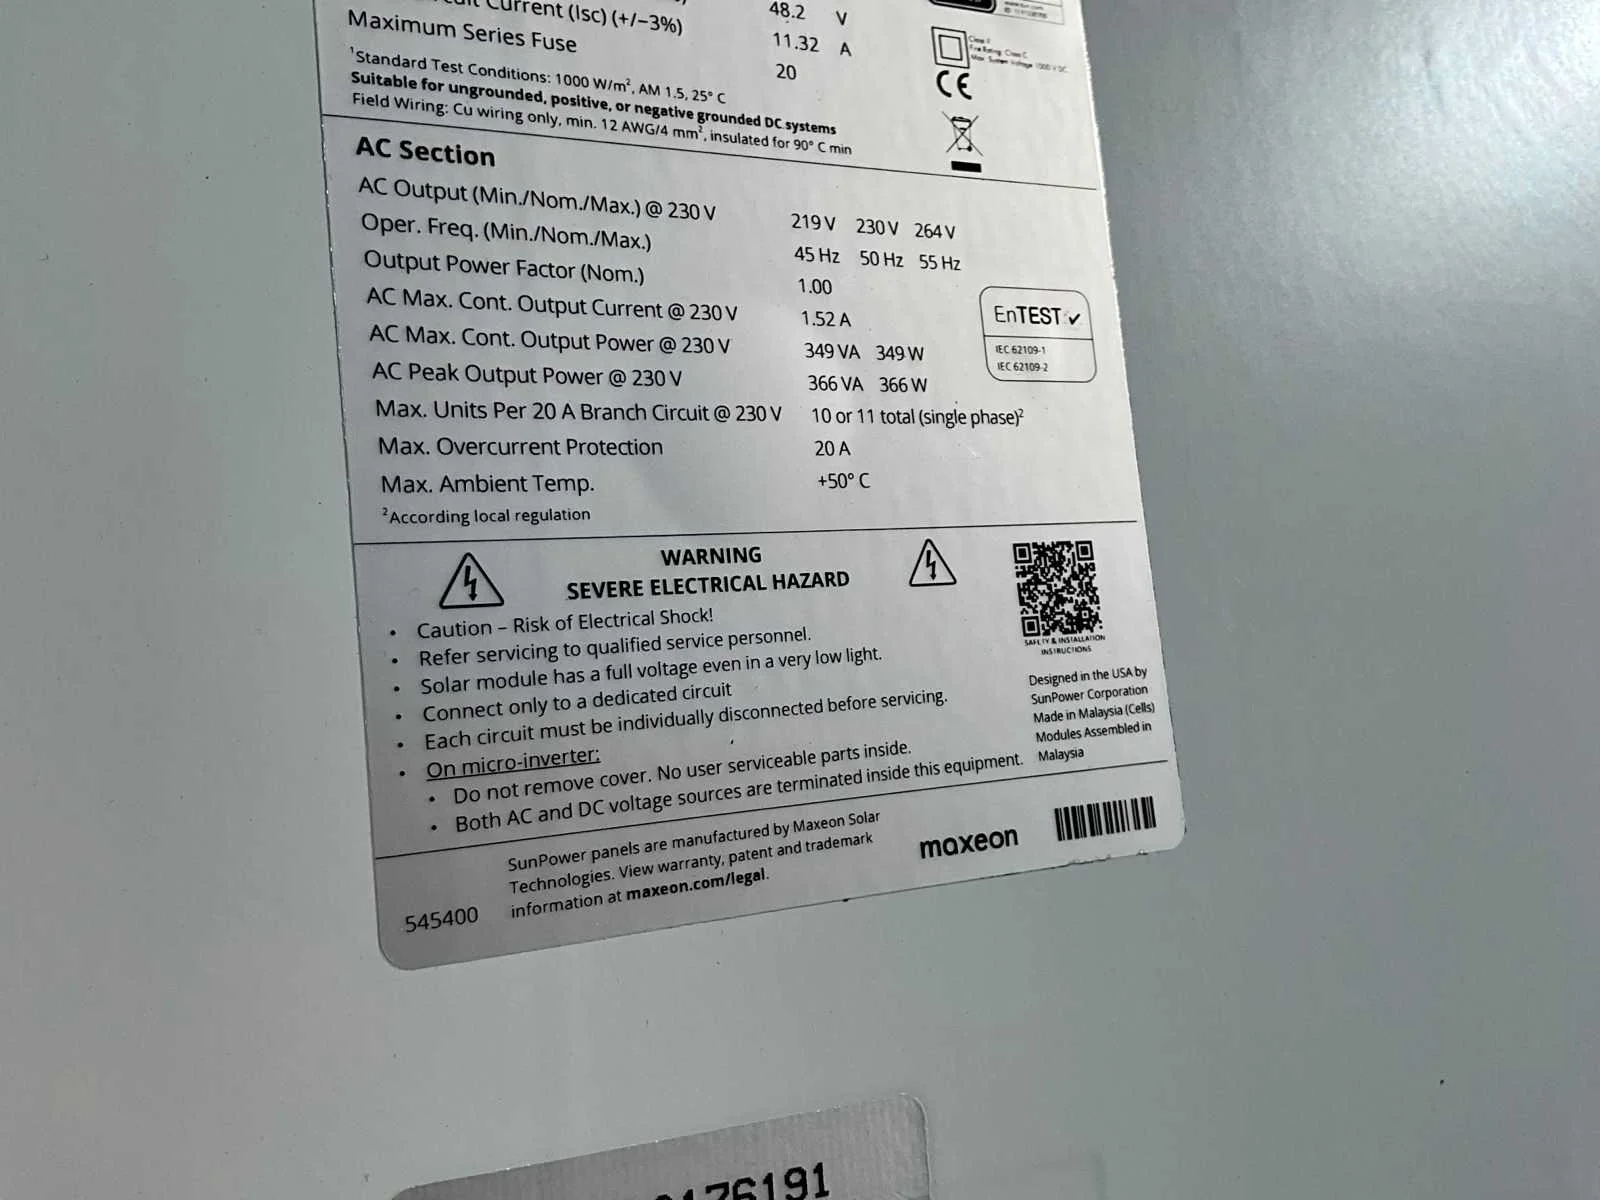 48.2 V
Current (Isc) (+/−3%) 11.32 A
Maximum Series Fuse 20
¹Standard Test Conditions: 1000 W/m², AM 1.5, 25° C
Suitable for ungrounded, positive, or negative grounded DC systems
Field Wiring: Cu wiring only, min. 12 AWG/4 mm², insulated for 90° C min
Fire Rating: Class C
Max. System Voltage 1000 V DC
CE
AC Section
AC Output (Min./Nom./Max.) @ 230 V 219 V 230 V 264 V
Oper. Freq. (Min./Nom./Max.) 45 Hz 50 Hz 55 Hz
Output Power Factor (Nom.) 1.00
AC Max. Cont. Output Current @ 230 V 1.52 A
AC Max. Cont. Output Power @ 230 V 349 VA 349 W
AC Peak Output Power @ 230 V 366 VA 366 W
Max. Units Per 20 A Branch Circuit @ 230 V 10 or 11 total (single phase)²
Max. Overcurrent Protection 20 A
Max. Ambient Temp. +50° C
²According local regulation
EnTEST ✓
IEC 62109-1
IEC 62109-2
WARNING
SEVERE ELECTRICAL HAZARD
• Caution – Risk of Electrical Shock!
• Refer servicing to qualified service personnel.
• Solar module has a full voltage even in a very low light.
• Connect only to a dedicated circuit
• Each circuit must be individually disconnected before servicing.
• On micro-inverter:
• Do not remove cover. No user serviceable parts inside.
• Both AC and DC voltage sources are terminated inside this equipment.
SAFETY & INSTALLATION
INSTRUCTIONS
Designed in the USA by
SunPower Corporation
Made in Malaysia (Cells)
Modules Assembled in
Malaysia
545400
SunPower panels are manufactured by Maxeon Solar
Technologies. View warranty, patent and trademark
information at maxeon.com/legal.
maxeon
176191